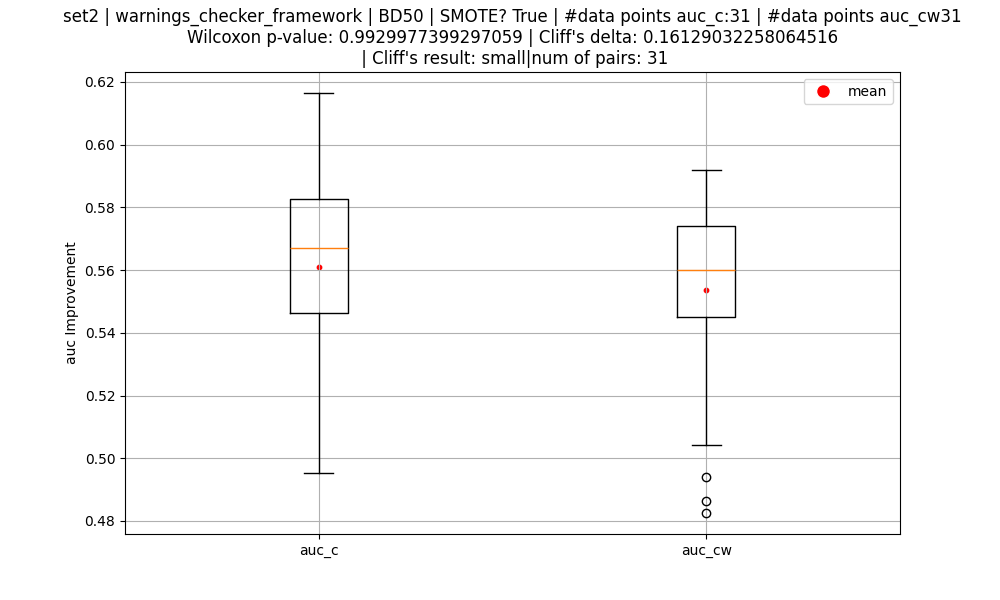 set2 | warnings_checker_framework | BD50 | SMOTE? True | #data points auc_c:31 | #data points auc_cw31
Wilcoxon p-value: 0.9929977399297059 | Cliff's delta: 0.16129032258064516
| Cliff's result: small|num of pairs: 31
mean
auc Improvement
0.62
0.60
0.58
0.56
0.54
0.52
0.50
0.48
auc_c
auc_cw